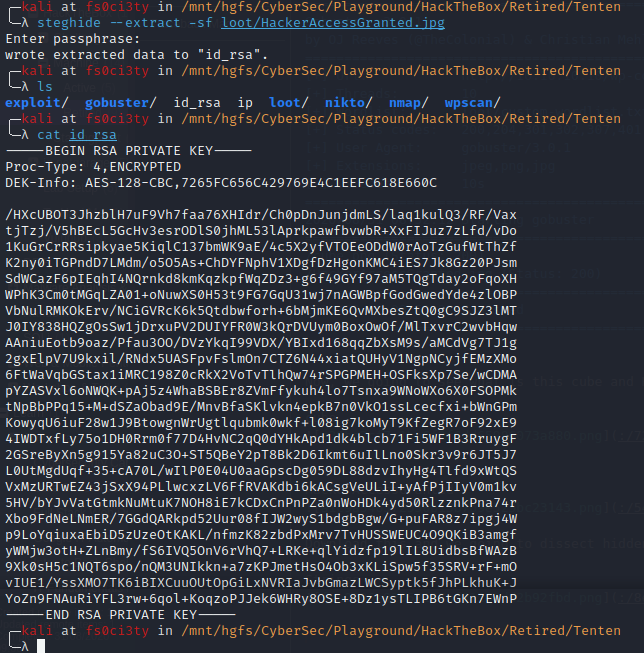 kali at fs0ci3ty in /mnt/hgfs/CyberSec/Playground/HackTheBox/Retired/Tenten
λ steghide --extract -sf loot/HackerAccessGranted.jpg
Enter passphrase:
wrote extracted data to "id_rsa".
kali at fs0ci3ty in /mnt/hgfs/CyberSec/Playground/HackTheBox/Retired/Tenten
λ ls
exploit/ gobuster/ id_rsa ip loot/ nikto/ nmap/ wpscan/
kali at fs0ci3ty in /mnt/hgfs/CyberSec/Playground/HackTheBox/Retired/Tenten
λ cat id_rsa
-----BEGIN RSA PRIVATE KEY-----
Proc-Type: 4,ENCRYPTED
DEK-Info: AES-128-CBC,7265FC656C429769E4C1EEFC618E660C
/HXcUBOT3JhzblH7uF9Vh7faa76XHIdr/Ch0pDnJunjdmLS/laq1kulQ3/RF/Vax
tjTzj/V5hBEcL5GcHv3esrODlS0jhML53lAprkpawfbvwbR+XxFIJuz7zLfd/vDo
1KuGrCrRRsipkyae5KiqlC137bmWK9aE/4c5X2yfVTOEeODdW0rAoTzGufWtThZf
K2ny0iTGPndD7LMdm/o5O5As+ChDYFNphV1XDgfDzHgonKMC4iES7Jk8Gz20PJsm
SdWCazF6pIEqhI4NQrnkd8kmKqzkpfWqZDz3+g6f49GYf97aM5TQgTday2oFqoXH
WPhK3Cm0tMGqLZA01+oNuwXS0H53t9FG7GqU31wj7nAGWBpfGodGwedYde4zlOBP
VbNulRMKOkErv/NCiGVRcK6k5Qtdbwforh+6bMjmKE6QvMXbesZtQ0gC9SJZ3lMT
J0IY838HQZgOsSw1jDrxuPV2DUIYFR0W3kQrDVUym0BoxOwOf/MlTxvrC2wvbHqw
AAniuEotb9oaz/Pfau3OO/DVzYkqI99VDX/YBIxd168qqZbXsM9s/aMCdVg7TJ1g
2gxElpV7U9kxil/RNdx5UASFpvFslmOn7CTZ6N44xiatQUHyV1NgpNCyjfEMzXMo
6FtWaVqbGStax1iMRC198Z0cRkX2VoTvTlhQw74rSPGPMEH+OSFksXp7Se/wCDMA
pYZASVxl6oNWQK+pAj5z4WhaBSBEr8ZVmFfykuh4lo7Tsnxa9WNoWXo6X0FSOPMk
tNpBbPPq15+M+dSZaObad9E/MnvBfaSKlvkn4epkB7n0VkO1ssLcecfxi+bWnGPm
KowyqU6iuF28w1J9BtowgnWrUgtlqubmk0wkf+l08ig7koMyT9KfZegR7oF92xE9
4IWDTxfLy75o1DH0Rrm0f77D4HvNC2qQ0dYHkApd1dk4blcb71Fi5WF1B3RruygF
2GSreByXn5g915Ya82uC3O+ST5QBeY2pT8Bk2D6Ikmt6uIlLno0Skr3v9r6JT5J7
L0UtMgdUqf+35+cA70L/wIlP0E04U0aaGpscDg059DL88dzvIhyHg4Tlfd9xWtQS
VxMzURTwEZ43jSxX94PLlwcxzLV6FfRVAKdbi6kACsgVeULiI+yAfPjIIyV0m1kv
5HV/bYJvVatGtmkNuMtuK7NOH8iE7kCDxCnPnPZa0nWoHDk4yd50RlzznkPna74r
Xbo9FdNeLNmER/7GGdQARkpd52Uur08fIJW2wyS1bdgbBgw/G+puFAR8z7ipgj4W
p9LoYqiuxaEbiD5zUzeOtKAKL/nfmzK82zbdPxMrv7TvHUSSWEUC4O9QKiB3amgf
yWMjw3otH+ZLnBmy/fS6IVQ5OnV6rVhQ7+LRKe+qlYidzfp19lIL8UidbsBfWAzB
9Xk0sH5c1NQT6spo/nQM3UNIkkn+a7zKPJmetHsO4Ob3xKLiSpw5f35SRV+rF+mO
vIUE1/YssXMO7TK6iBIXCuuOUtOpGiLxNVRIaJvbGmazLWCSyptk5fJhPLkhuK+J
YoZn9FNAuRiYFL3rw+6qol+KoqzoPJJek6WHRy8OSE+8Dz1ysTLIPB6tGKn7EWnP
-----END RSA PRIVATE KEY-----
kali at fs0ci3ty in /mnt/hgfs/CyberSec/Playground/HackTheBox/Retired/Tenten
λ